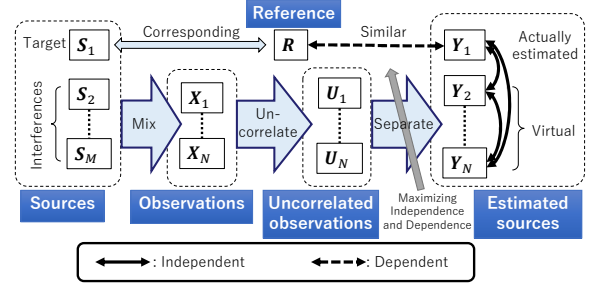 Reference
Target
S1
Corresponding
R
Similar
Y1
Actually
estimated
Interferences
S2
SM
Mix
X1
XN
Un-
correlate
U1
UN
Separate
Y2
YN
Virtual
Maximizing
Independence
and Dependence
Sources
Observations
Uncorrelated
observations
Estimated
sources
: Independent
: Dependent